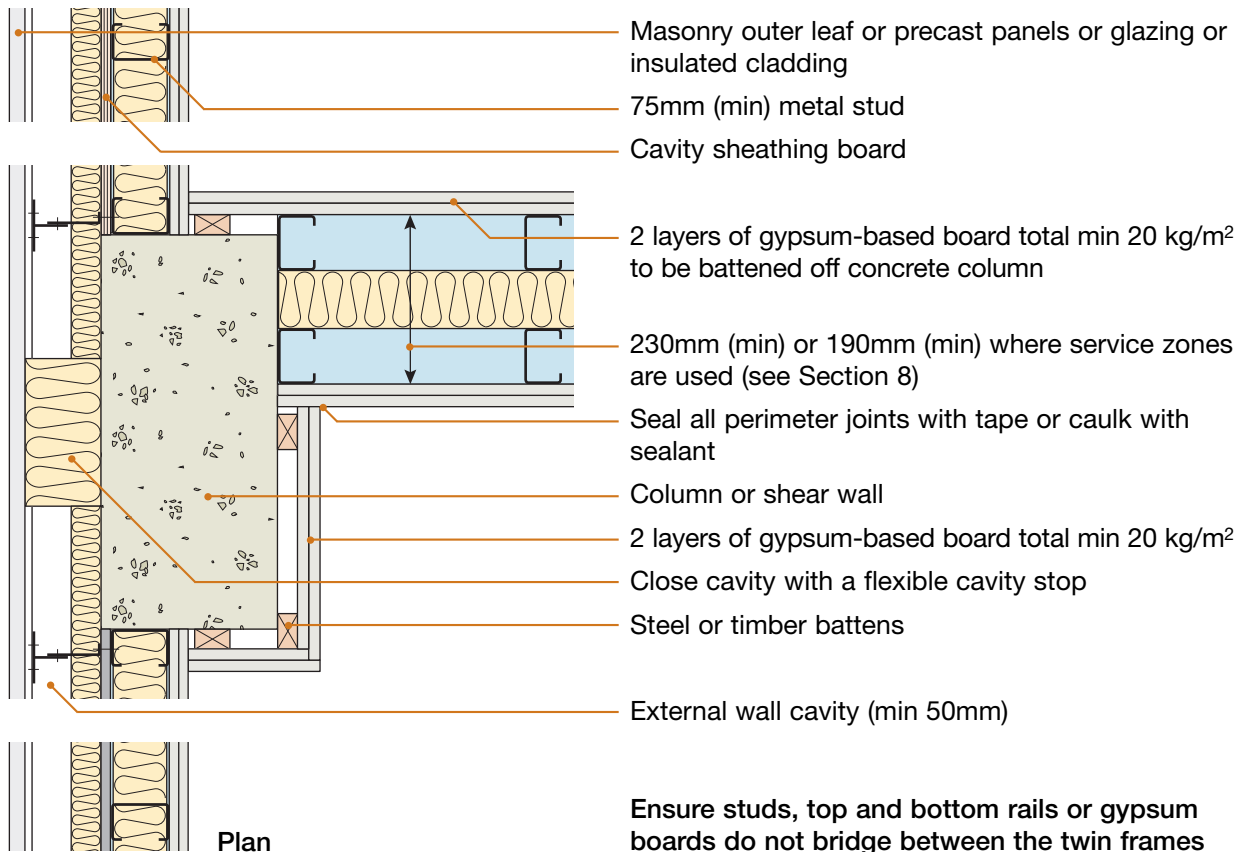 Masonry outer leaf or precast panels or glazing or
insulated cladding
75mm (min) metal stud
Cavity sheathing board
2 layers of gypsum-based board total min 20 kg/m²
to be battened off concrete column
230mm (min) or 190mm (min) where service zones
are used (see Section 8)
Seal all perimeter joints with tape or caulk with
sealant
Column or shear wall
2 layers of gypsum-based board total min 20 kg/m²
Close cavity with a flexible cavity stop
Steel or timber battens
External wall cavity (min 50mm)
Plan
Ensure studs, top and bottom rails or gypsum
boards do not bridge between the twin frames